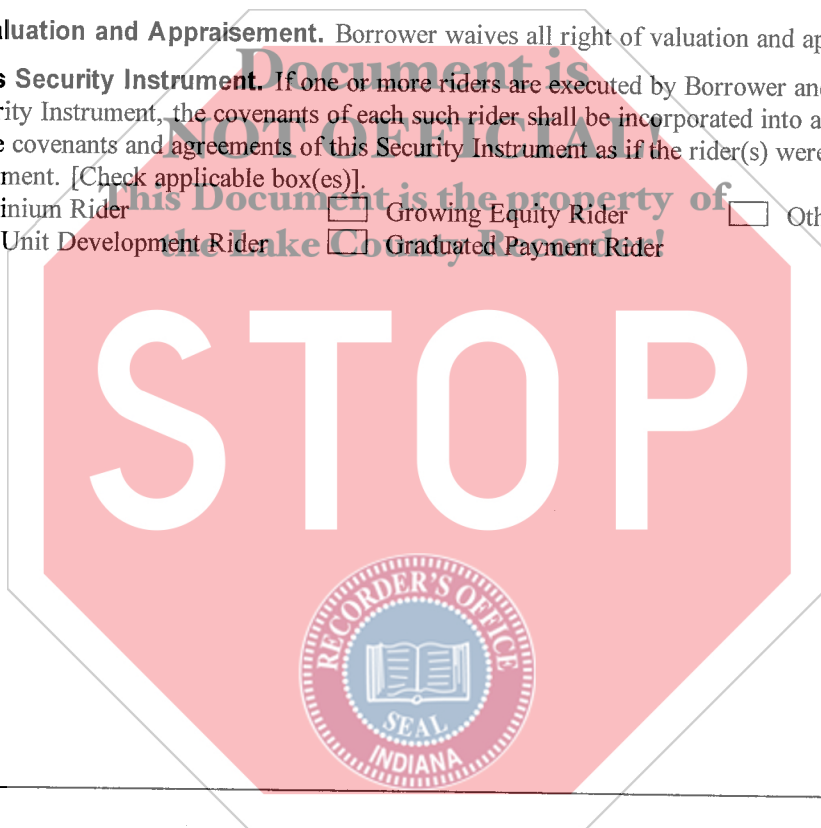 luation and Appraisement. Borrower waives all right of valuation and ap
Document is
s Security Instrument. If one or more riders are executed by Borrower an
rity Instrument, the covenants of each such rider shall be incorporated into a
NOT OFFICIAL!
e covenants and agreements of this Security Instrument as if the rider(s) were
ment. [Check applicable box(es)].
This Document is the property of
inium Rider Growing Equity Rider Oth
the Lake County Recorder!
Unit Development Rider Graduated Payment Rider
STOP
RECORDER'S OFFICE
SEAL
INDIANA